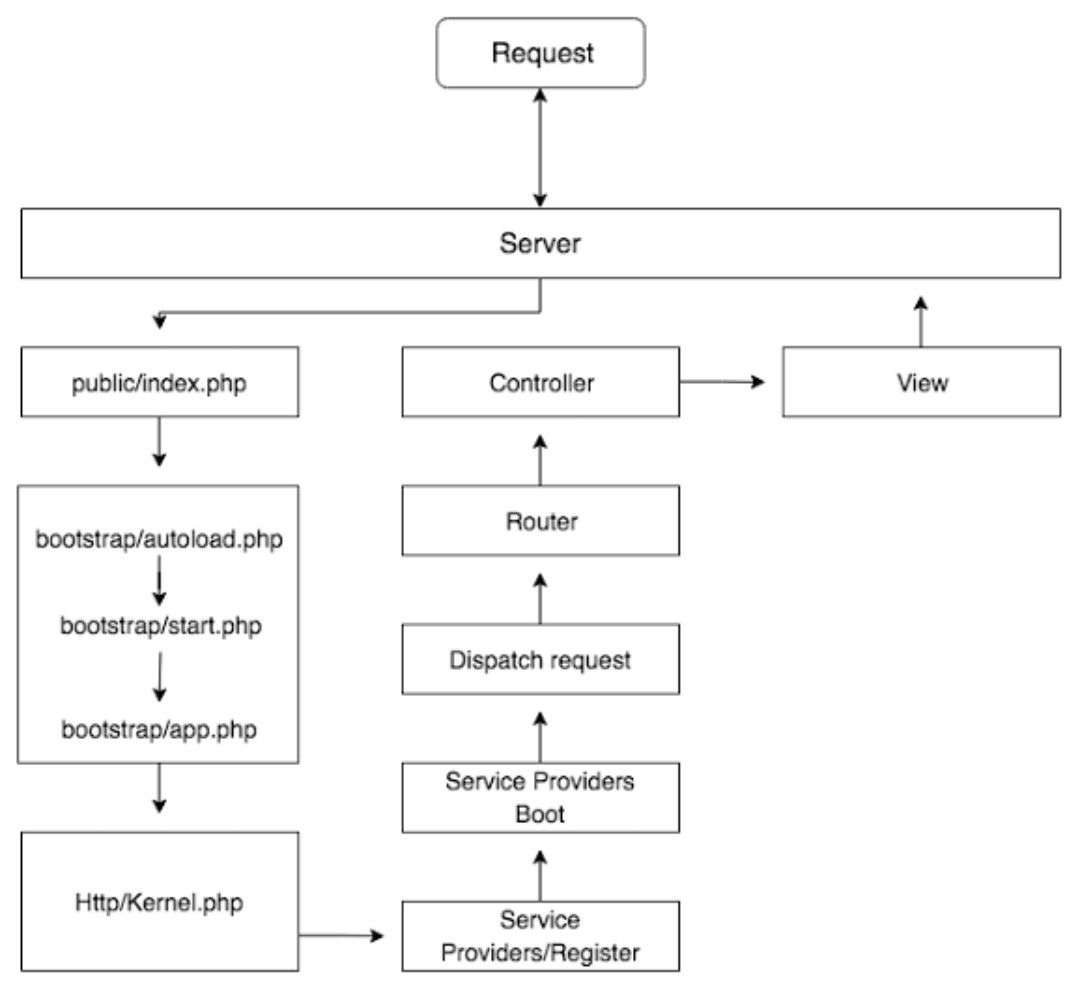 Request
Server
public/index.php
Controller
View
bootstrap/autoload.php
bootstrap/start.php
bootstrap/app.php
Router
Dispatch request
Service Providers
Boot
Http/Kernel.php
Service
Providers/Register